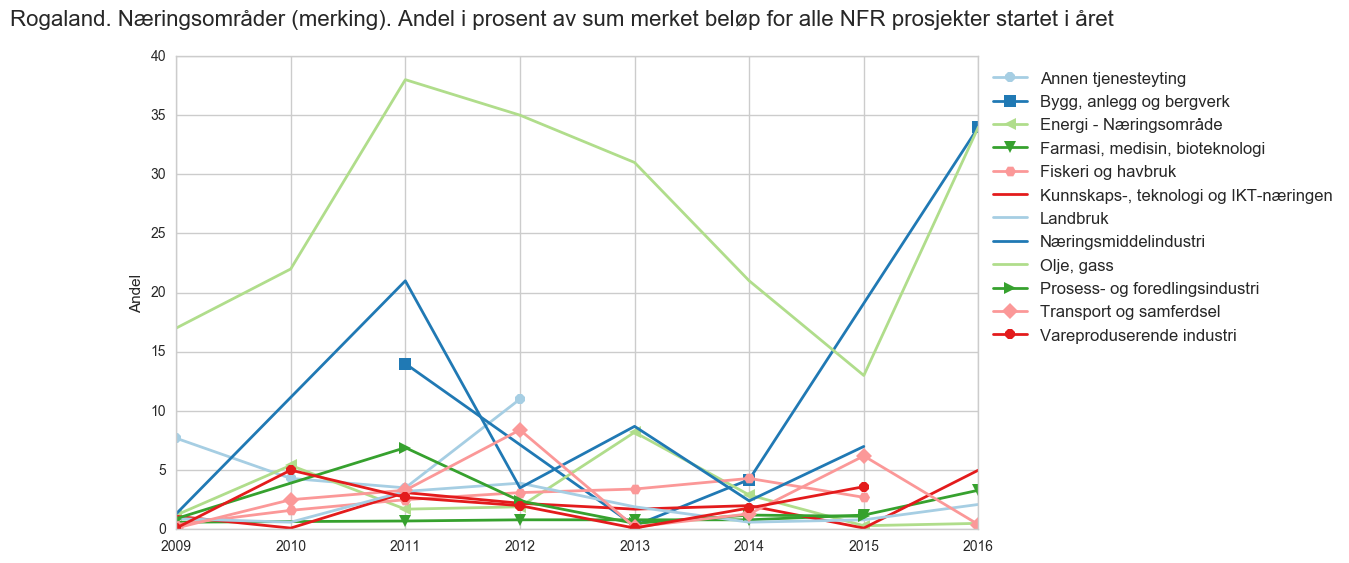 Rogaland. Næringsområder (merking). Andel i prosent av sum merket beløp for alle NFR prosjekter startet i året
40
35
30
25
20
15
10
5
0
Andel
2009 2010 2011 2012 2013 2014 2015 2016
Annen tjenesteyting
Bygg, anlegg og bergverk
Energi - Næringsområde
Farmasi, medisin, bioteknologi
Fiskeri og havbruk
Kunnskaps-, teknologi og IKT-næringen
Landbruk
Næringsmiddelindustri
Olje, gass
Prosess- og foredlingsindustri
Transport og samferdsel
Vareproduserende industri